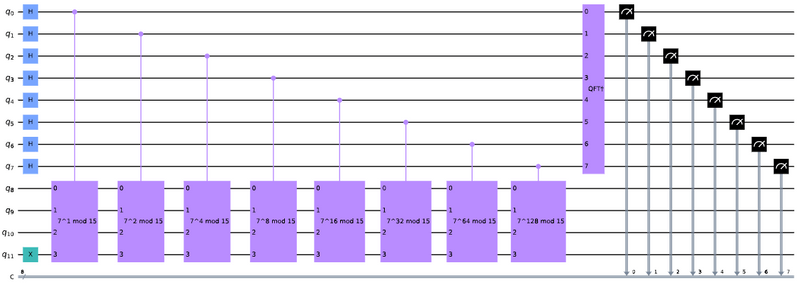 q0 H 0
q1 H 1
q2 H 2
q3 H 3
q4 H 4
QFT†
q5 H 5
q6 H 6
q7 H 7
q8 0 0 0 0 0 0 0 0
q9 1 1 1 1 1 1 1 1
7^1 mod 15 7^2 mod 15 7^4 mod 15 7^8 mod 15 7^16 mod 15 7^32 mod 15 7^64 mod 15 7^128 mod 15
q10 2 2 2 2 2 2 2 2
q11 X 3 3 3 3 3 3 3 3
c 8 0 1 2 3 4 5 6 7